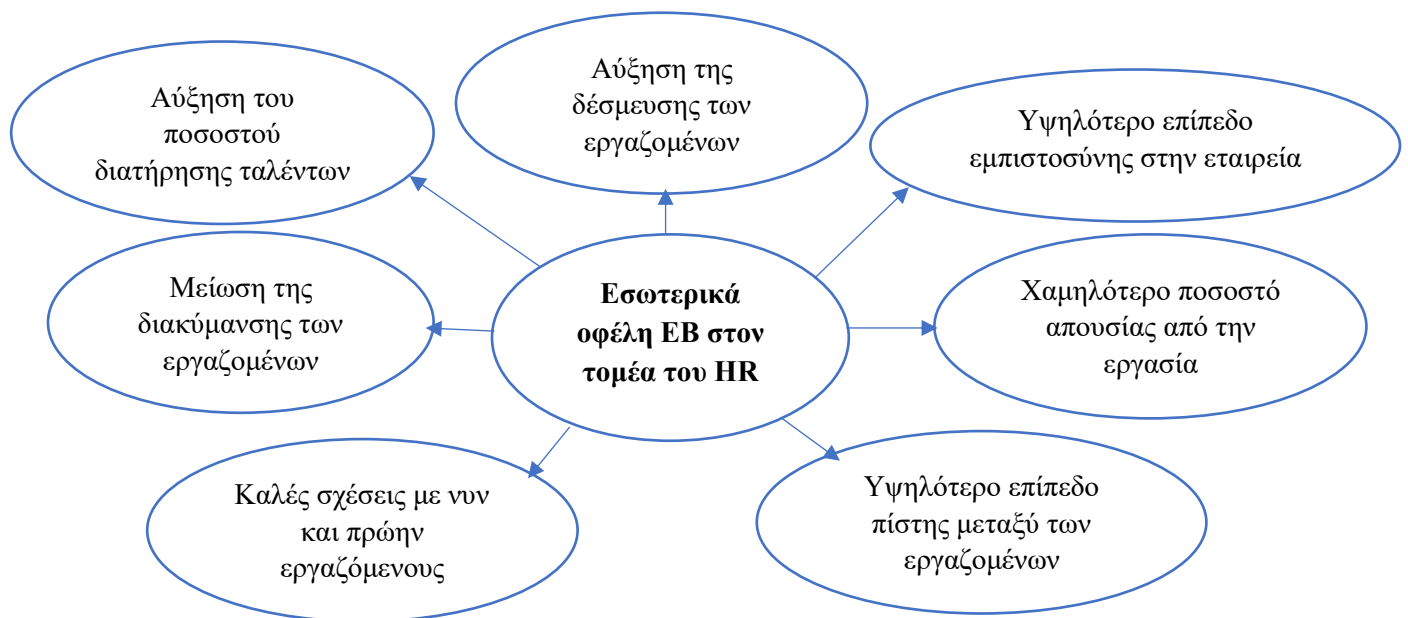 Αύξηση του
ποσοστού
διατήρησης ταλέντων
Αύξηση της
δέσμευσης των
εργαζομένων
Υψηλότερο επίπεδο
εμπιστοσύνης στην εταιρεία
Μείωση της
διακύμανσης των
εργαζομένων
Εσωτερικά
οφέλη EB στον
τομέα του HR
Χαμηλότερο ποσοστό
απουσίας από την
εργασία
Καλές σχέσεις με νυν
και πρώην
εργαζόμενους
Υψηλότερο επίπεδο
πίστης μεταξύ των
εργαζομένων